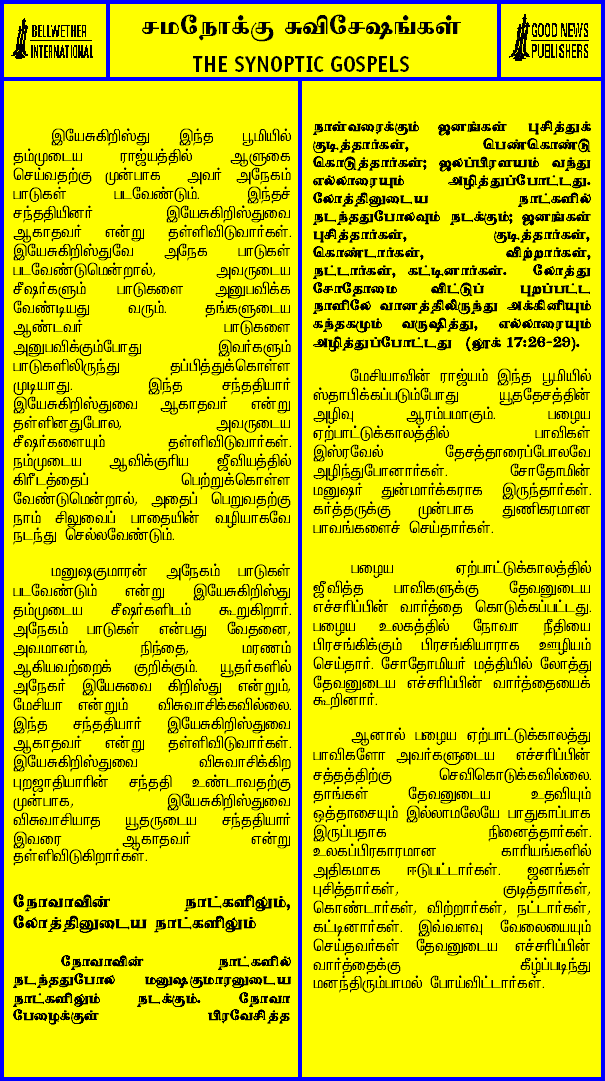 BELLWETHER
INTERNATIONAL
சமநோக்கு சுவிசேஷங்கள்
THE SYNOPTIC GOSPELS
GOOD NEWS
PUBLISHERS
இயேசுகிறிஸ்து இந்த பூமியில்
தம்முடைய ராஜ்யத்தில் ஆளுகை
செய்வதற்கு முன்பாக அவர் அநேகம்
பாடுகள் படவேண்டும். இந்தச்
சந்ததியினர் இயேசுகிறிஸ்துவை
ஆகாதவர் என்று தள்ளிவிடுவார்கள்.
இயேசுகிறிஸ்துவே அநேக பாடுகள்
படவேண்டுமென்றால், அவருடைய
சீஷர்களும் பாடுகளை அனுபவிக்க
வேண்டியது வரும். தங்களுடைய
ஆண்டவர் பாடுகளை
அனுபவிக்கும்போது இவர்களும்
பாடுகளிலிருந்து தப்பித்துக்கொள்ள
முடியாது. இந்த சந்ததியார்
இயேசுகிறிஸ்துவை ஆகாதவர் என்று
தள்ளினதுபோல, அவருடைய
சீஷர்களையும் தள்ளிவிடுவார்கள்.
நம்முடைய ஆவிக்குரிய ஜீவியத்தில்
கிரீடத்தைப் பெற்றுக்கொள்ள
வேண்டுமென்றால், அதைப் பெறுவதற்கு
நாம் சிலுவைப் பாதையின் வழியாகவே
நடந்து செல்லவேண்டும்.
மனுஷகுமாரன் அநேகம் பாடுகள்
படவேண்டும் என்று இயேசுகிறிஸ்து
தம்முடைய சீஷர்களிடம் கூறுகிறார்.
அநேகம் பாடுகள் என்பது வேதனை,
அவமானம், நிந்தை, மரணம்
ஆகியவற்றைக் குறிக்கும். யூதர்களில்
அநேகர் இயேசுவை கிறிஸ்து என்றும்,
மேசியா என்றும் விசுவாசிக்கவில்லை.
இந்த சந்ததியார் இயேசுகிறிஸ்துவை
ஆகாதவர் என்று தள்ளிவிடுவார்கள்.
இயேசுகிறிஸ்துவை விசுவாசிக்கிற
புறஜாதியாரின் சந்ததி உண்டாவதற்கு
முன்பாக, இயேசுகிறிஸ்துவை
விசுவாசியாத யூதருடைய சந்ததியார்
இவரை ஆகாதவர் என்று
தள்ளிவிடுகிறார்கள்.
நோவாவின் நாட்களிலும்,
லோத்தினுடைய நாட்களிலும்
நோவாவின் நாட்களில்
நடந்ததுபோல மனுஷகுமாரனுடைய
நாட்களிலும் நடக்கும். நோவா
பேழைக்குள் பிரவேசித்த
நாள்வரைக்கும் ஜனங்கள் புசித்துக்
குடித்தார்கள், பெண்கொண்டு
கொடுத்தார்கள்; ஜலப்பிரளயம் வந்து
எல்லாரையும் அழித்துப்போட்டது.
லோத்தினுடைய நாட்களில்
நடந்ததுபோலவும் நடக்கும்; ஜனங்கள்
புசித்தார்கள், குடித்தார்கள்,
கொண்டார்கள், விற்றார்கள்,
நட்டார்கள், கட்டினார்கள். லோத்து
சோதோமை விட்டுப் புறப்பட்ட
நாளிலே வானத்திலிருந்து அக்கினியும்
கந்தகமும் வருஷித்து, எல்லாரையும்
அழித்துப்போட்டது (லூக் 17:26-29).
மேசியாவின் ராஜ்யம் இந்த பூமியில்
ஸ்தாபிக்கப்படும்போது யூததேசத்தின்
அழிவு ஆரம்பமாகும். பழைய
ஏற்பாட்டுக்காலத்தில் பாவிகள்
இஸ்ரவேல் தேசத்தாரைப்போலவே
அழிந்துபோனார்கள். சோதோமின்
மனுஷர் துன்மார்க்கராக இருந்தார்கள்.
கர்த்தருக்கு முன்பாக துணிகரமான
பாவங்களைச் செய்தார்கள்.
பழைய ஏற்பாட்டுக்காலத்தில்
ஜீவித்த பாவிகளுக்கு தேவனுடைய
எச்சரிப்பின் வார்த்தை கொடுக்கப்பட்டது.
பழைய உலகத்தில் நோவா நீதியை
பிரசங்கிக்கும் பிரசங்கியாராக ஊழியம்
செய்தார். சோதோமியர் மத்தியில் லோத்து
தேவனுடைய எச்சரிப்பின் வார்த்தையைக்
கூறினார்.
ஆனால் பழைய ஏற்பாட்டுக்காலத்து
பாவிகளோ அவர்களுடைய எச்சரிப்பின்
சத்தத்திற்கு செவிகொடுக்கவில்லை.
தாங்கள் தேவனுடைய உதவியும்
ஒத்தாசையும் இல்லாமலேயே பாதுகாப்பாக
இருப்பதாக நினைத்தார்கள்.
உலகப்பிரகாரமான காரியங்களில்
அதிகமாக ஈடுபட்டார்கள். ஜனங்கள்
புசித்தார்கள், குடித்தார்கள்,
கொண்டார்கள், விற்றார்கள், நட்டார்கள்,
கட்டினார்கள். இவ்வளவு வேலையையும்
செய்தவர்கள் தேவனுடைய எச்சரிப்பின்
வார்த்தைக்கு கீழ்ப்படிந்து
மனந்திரும்பாமல் போய்விட்டார்கள்.